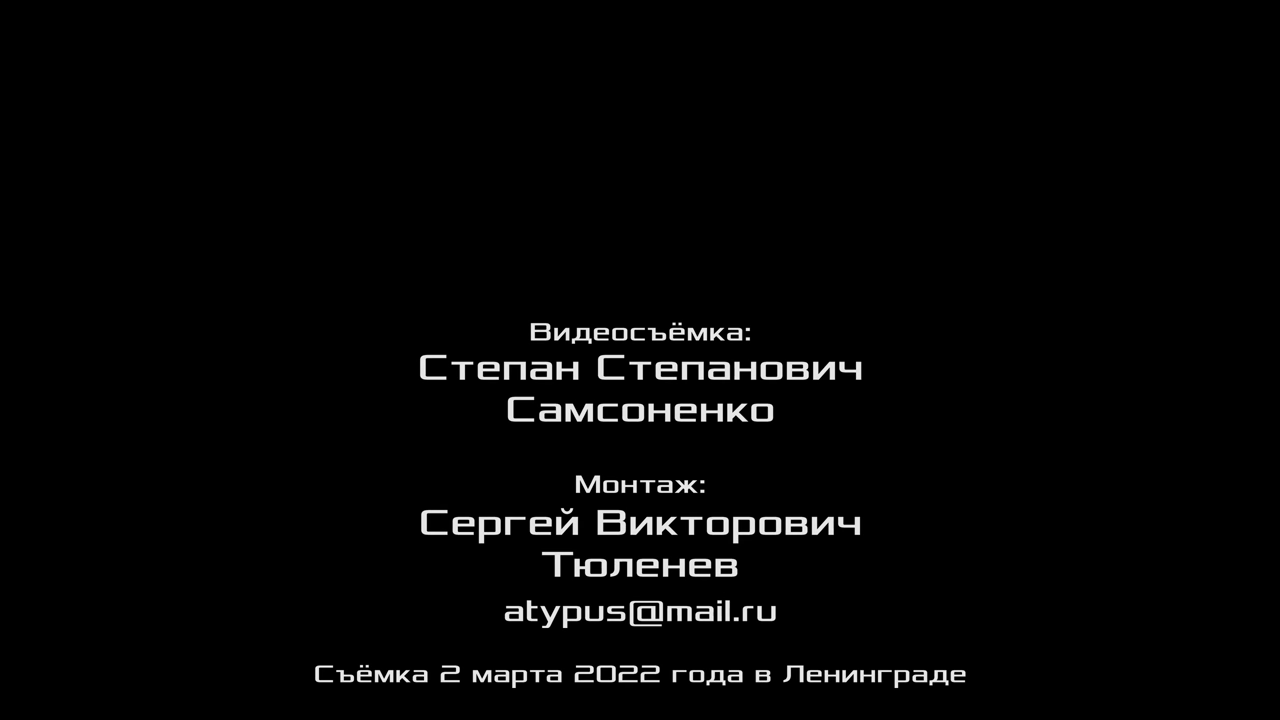 Видеосъёмка:
Степан Степанович
Самсоненко
Монтаж:
Сергей Викторович
Тюленев
atypus@mail.ru
Съёмка 2 марта 2022 года в Ленинграде